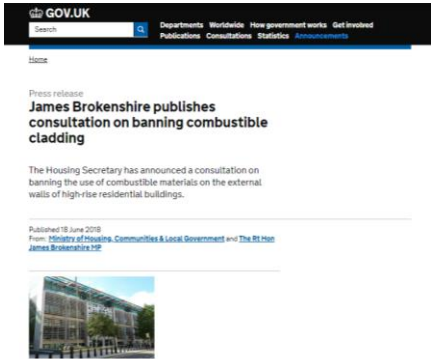 GOV.UK
Search
Departments Worldwide How government works Get involved
Publications Consultations Statistics Announcements
Home
Press release
James Brokenshire publishes
consultation on banning combustible
cladding
The Housing Secretary has announced a consultation on
banning the use of combustible materials on the external
walls of high-rise residential buildings.
Published 18 June 2018
From: Ministry of Housing, Communities & Local Government and The Rt Hon
James Brokenshire MP